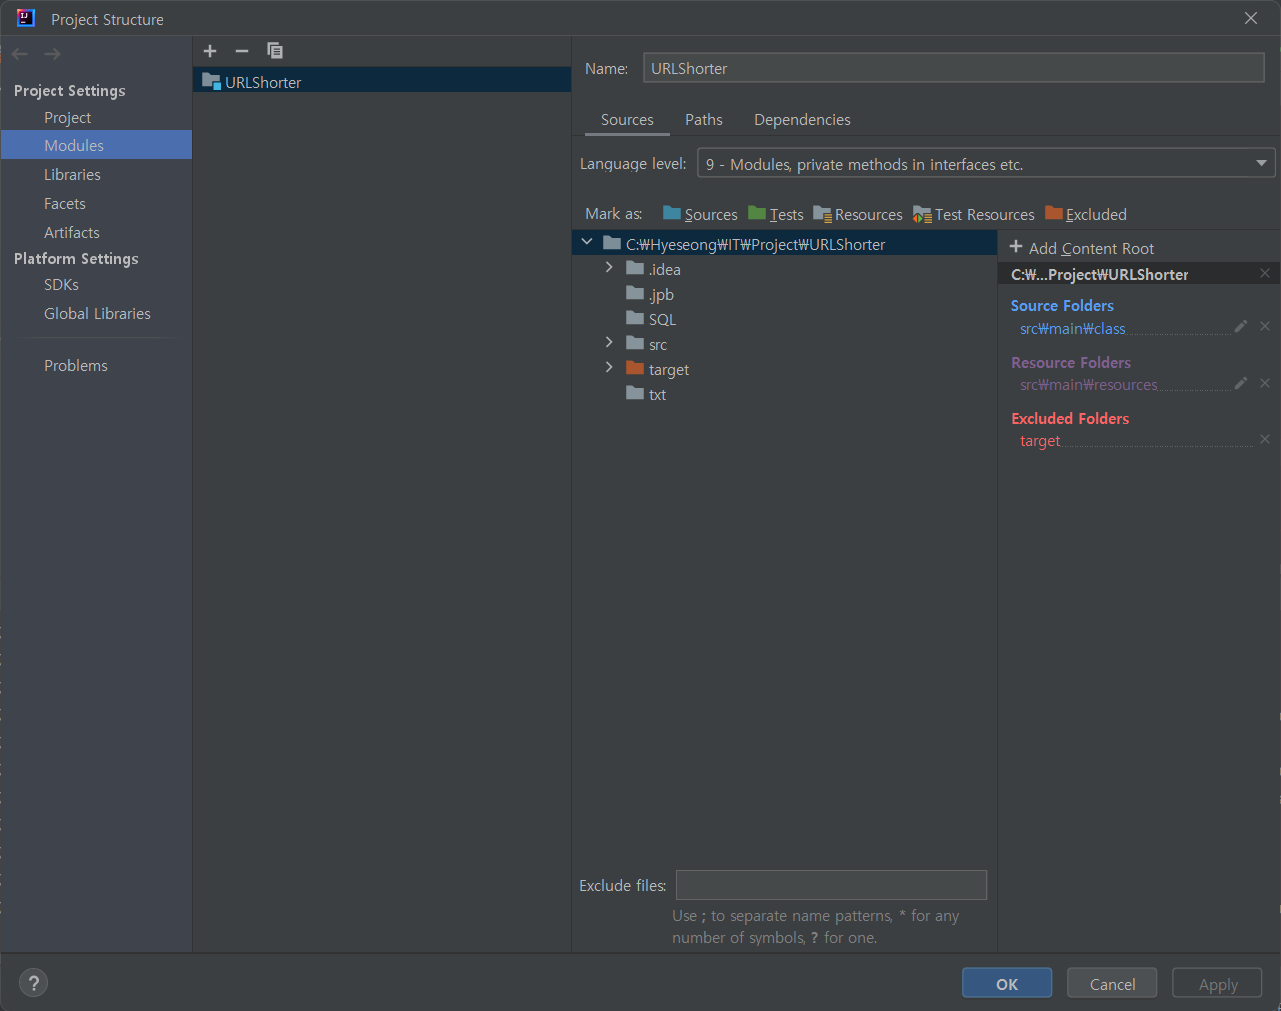 Project Structure
Project Settings
Project
Modules
Libraries
Facets
Artifacts
Platform Settings
SDKs
Global Libraries
Problems
URLShorter
Name: URLShorter
Sources Paths Dependencies
Language level: 9 - Modules, private methods in interfaces etc.
Mark as: Sources Tests Resources Test Resources Excluded
C:₩Hyeseong₩IT₩Project₩URLShorter
.idea
.jpb
SQL
src
target
txt
Exclude files:
Use ; to separate name patterns, * for any
number of symbols, ? for one.
+ Add Content Root
C:₩...Project₩URLShorter
Source Folders
src₩main₩class
Resource Folders
src₩main₩resources
Excluded Folders
target
? OK Cancel Apply